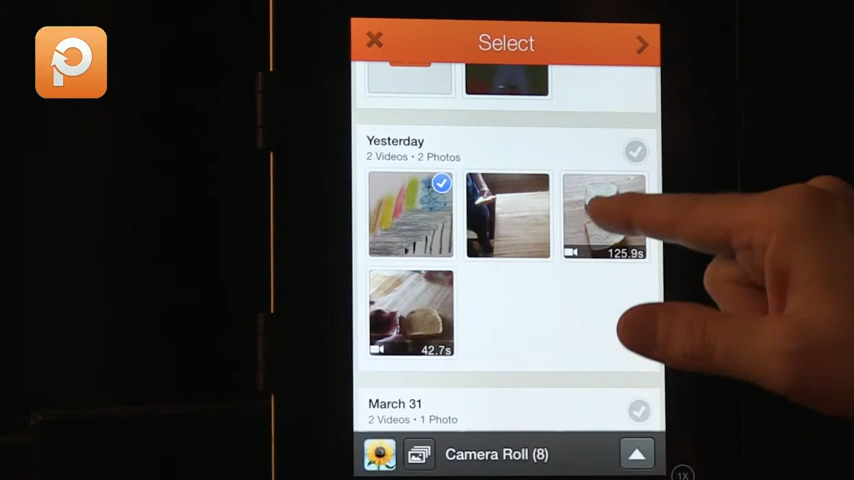 Select
Yesterday
2 Videos • 2 Photos
125.9s
42.7s
March 31
2 Videos • 1 Photo
Camera Roll (8)
1X